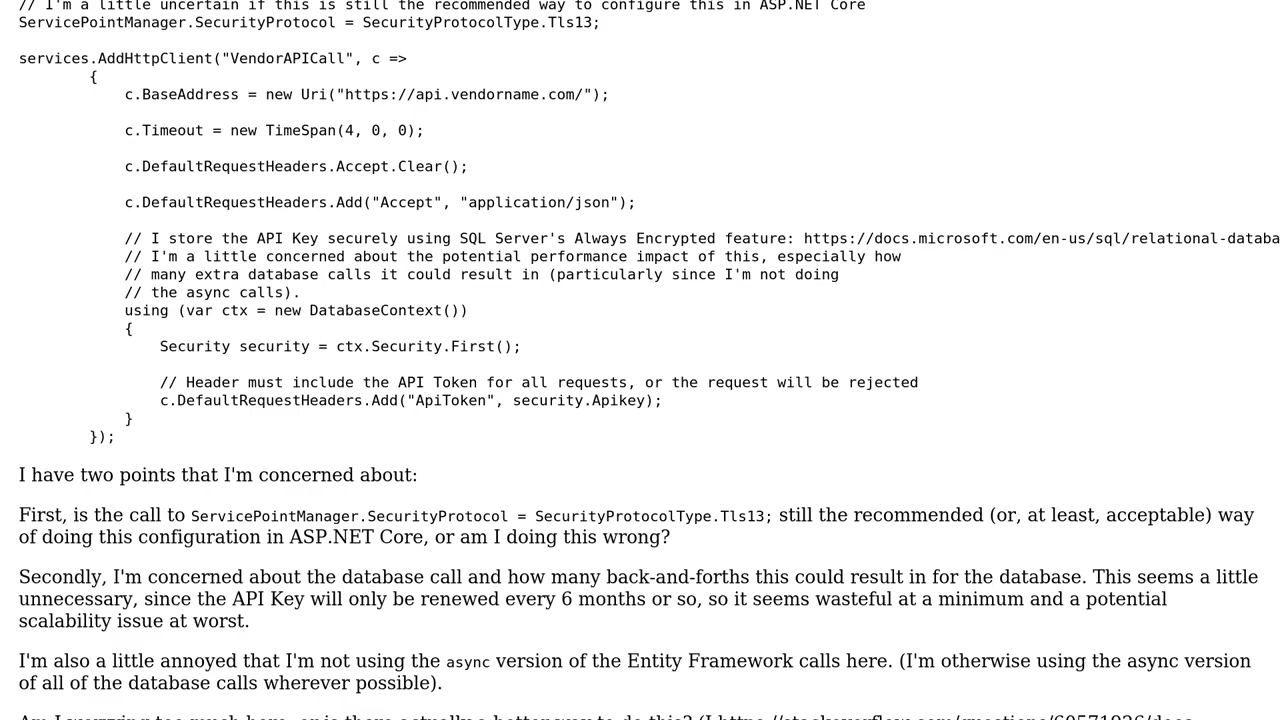 // I'm a little uncertain if this is still the recommended way to configure this in ASP.NET Core
ServicePointManager.SecurityProtocol = SecurityProtocolType.Tls13;
services.AddHttpClient("VendorAPICall", c =>
{
c.BaseAddress = new Uri("https://api.vendorname.com/");
c.Timeout = new TimeSpan(4, 0, 0);
c.DefaultRequestHeaders.Accept.Clear();
c.DefaultRequestHeaders.Add("Accept", "application/json");
// I store the API Key securely using SQL Server's Always Encrypted feature: https://docs.microsoft.com/en-us/sql/relational-databa
// I'm a little concerned about the potential performance impact of this, especially how
// many extra database calls it could result in (particularly since I'm not doing
// the async calls).
using (var ctx = new DatabaseContext())
{
Security security = ctx.Security.First();
// Header must include the API Token for all requests, or the request will be rejected
c.DefaultRequestHeaders.Add("ApiToken", security.Apikey);
}
});
I have two points that I'm concerned about:
First, is the call to ServicePointManager.SecurityProtocol = SecurityProtocolType.Tls13; still the recommended (or, at least, acceptable) way
of doing this configuration in ASP.NET Core, or am I doing this wrong?
Secondly, I'm concerned about the database call and how many back-and-forths this could result in for the database. This seems a little
unnecessary, since the API Key will only be renewed every 6 months or so, so it seems wasteful at a minimum and a potential
scalability issue at worst.
I'm also a little annoyed that I'm not using the async version of the Entity Framework calls here. (I'm otherwise using the async version
of all of the database calls wherever possible).